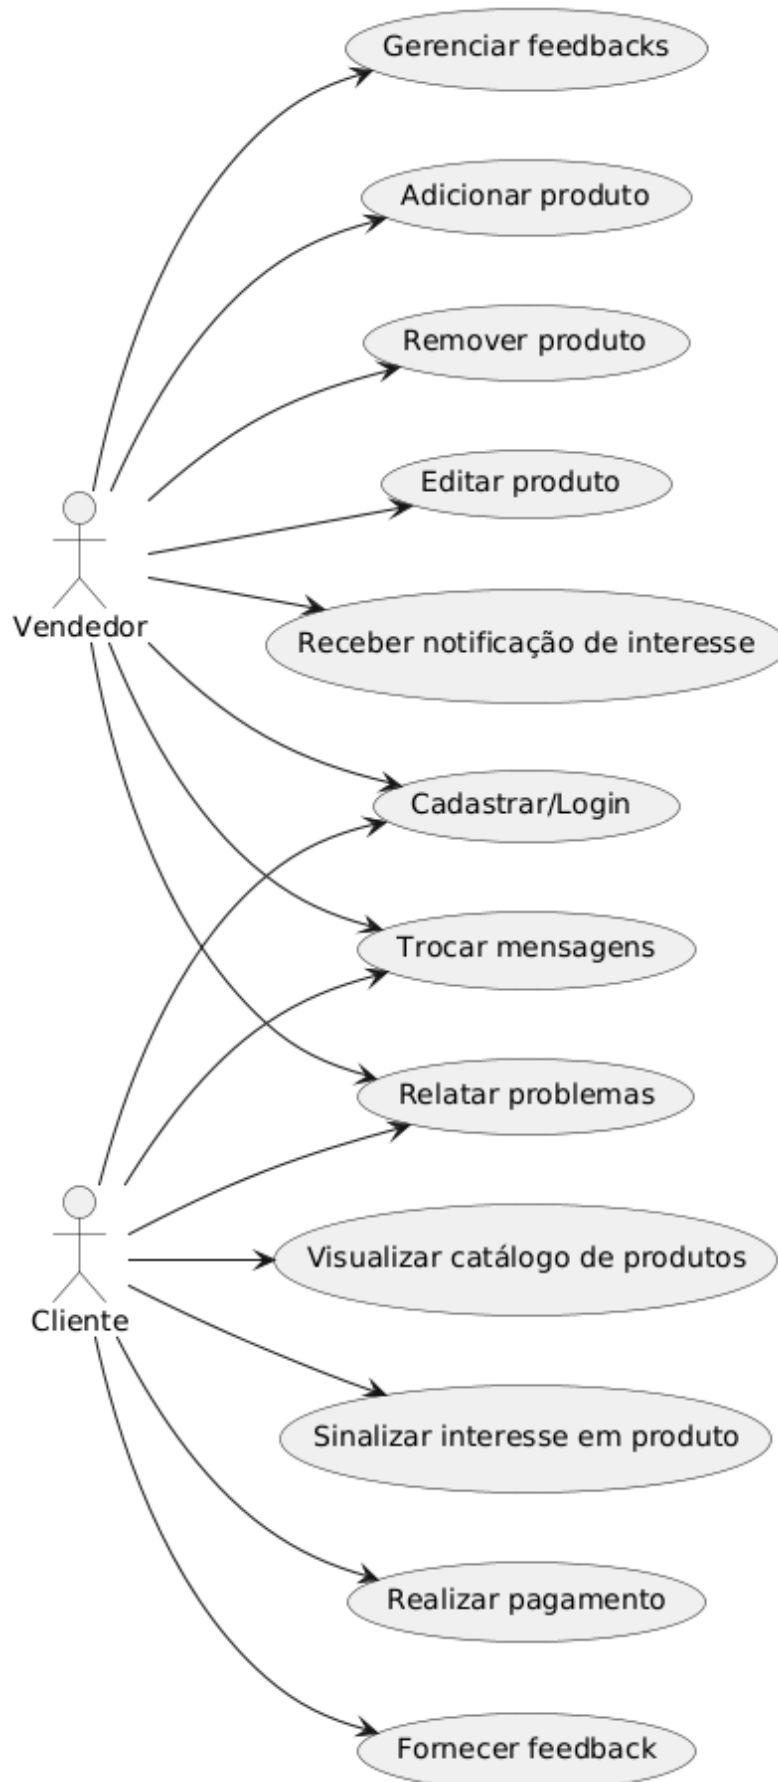 Gerenciar feedbacks
Adicionar produto
Remover produto
Editar produto
Vendedor
Receber notificação de interesse
Cadastrar/Login
Trocar mensagens
Relatar problemas
Visualizar catálogo de produtos
Cliente
Sinalizar interesse em produto
Realizar pagamento
Fornecer feedback